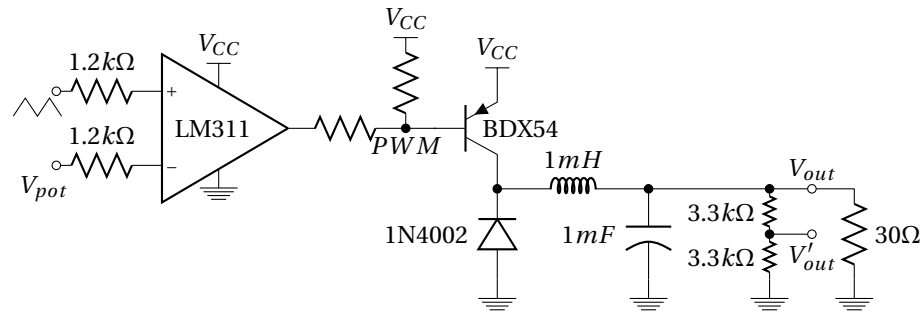 V_CC
V_CC
V_CC
1.2kΩ
+
LM311
BDX54
1.2kΩ
PWM
−
V_pot
1mH
V_out
3.3kΩ
1N4002
1mF
30Ω
3.3kΩ
V'_out